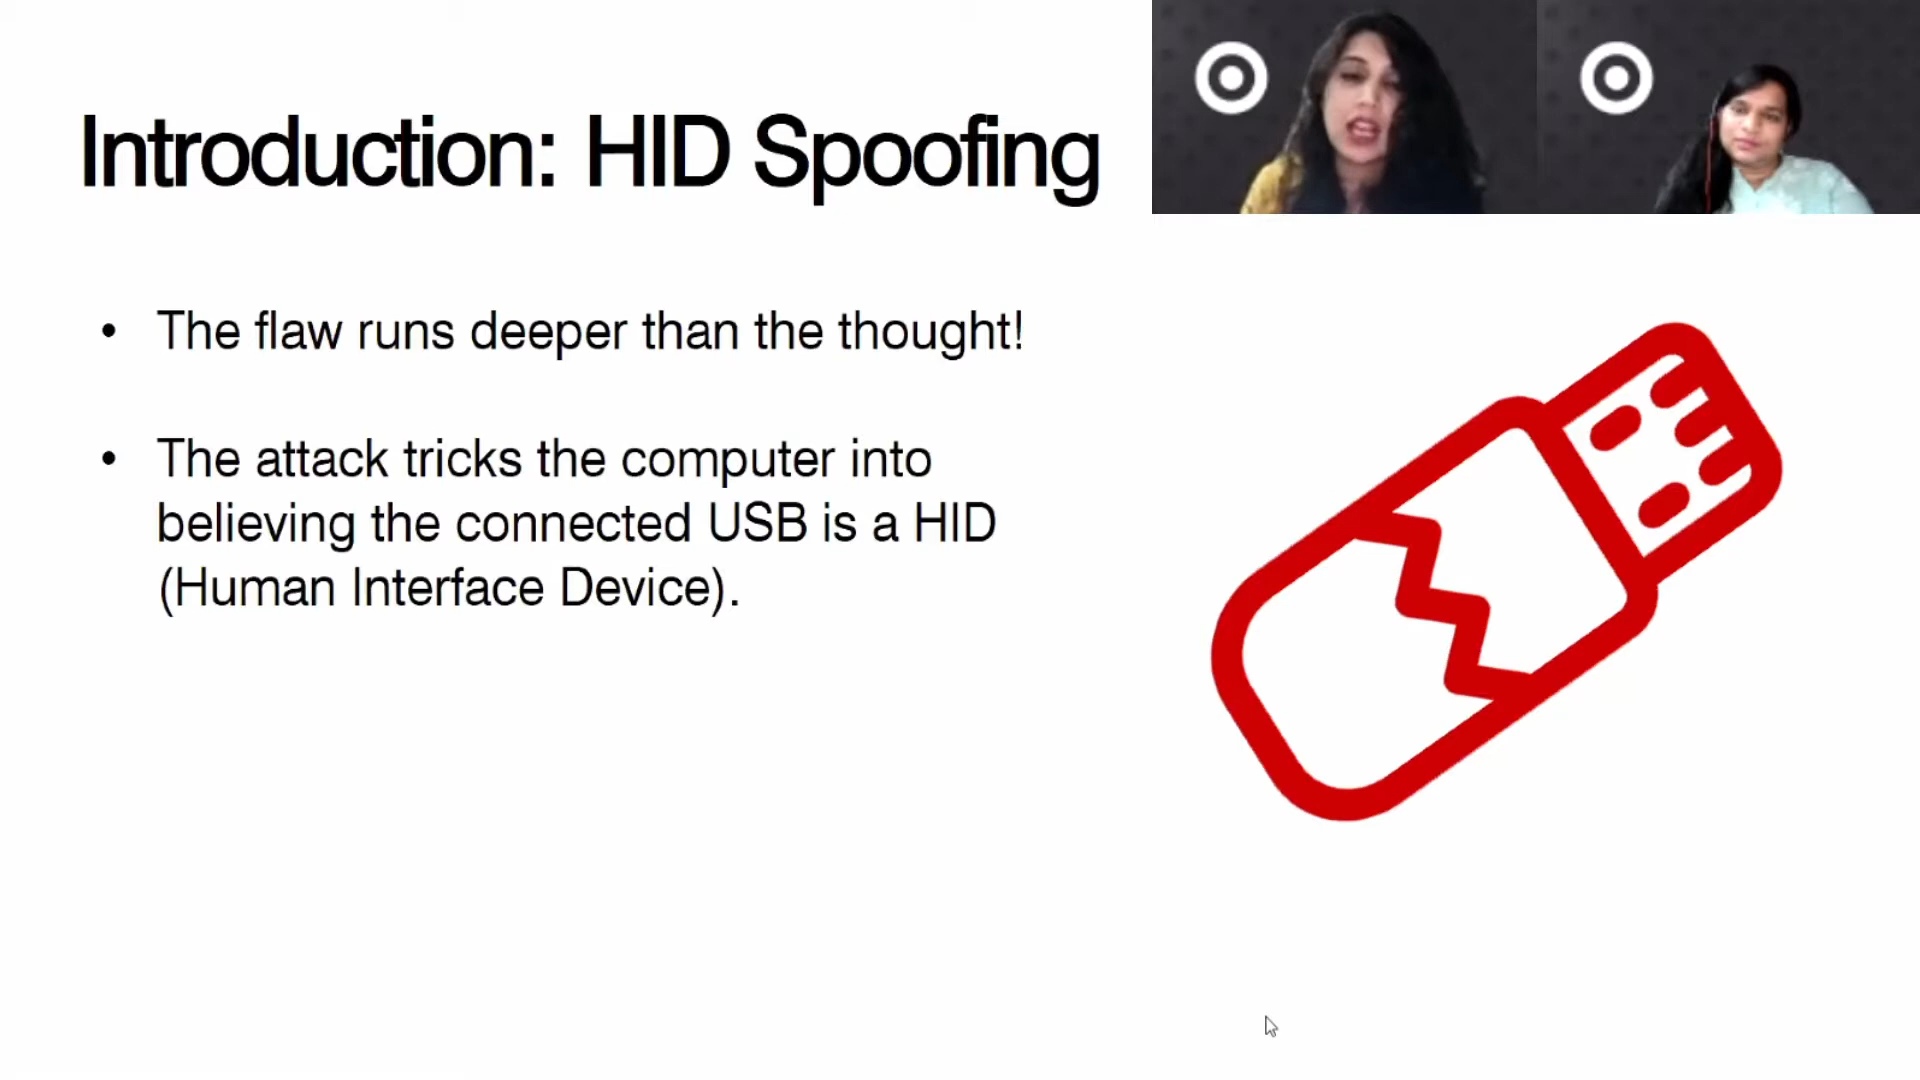 Introduction: HID Spoofing
• The flaw runs deeper than the thought!
• The attack tricks the computer into
believing the connected USB is a HID
(Human Interface Device).